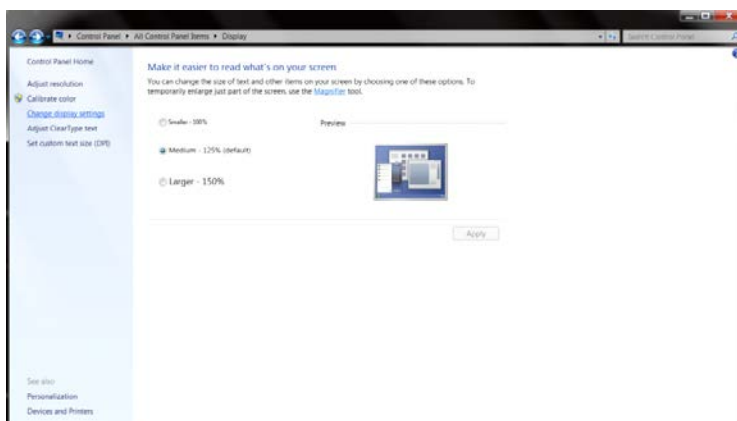 Control Panel ▸ All Control Panel Items ▸ Display
Search Control Panel
Control Panel Home
Adjust resolution
Calibrate color
Change display settings
Adjust ClearType text
Set custom text size (DPI)
Make it easier to read what's on your screen
You can change the size of text and other items on your screen by choosing one of these options. To
temporarily enlarge just part of the screen, use the Magnifier tool.
Smaller - 100%
Preview
Medium - 125% (default)
Larger - 150%
Apply
See also
Personalization
Devices and Printers